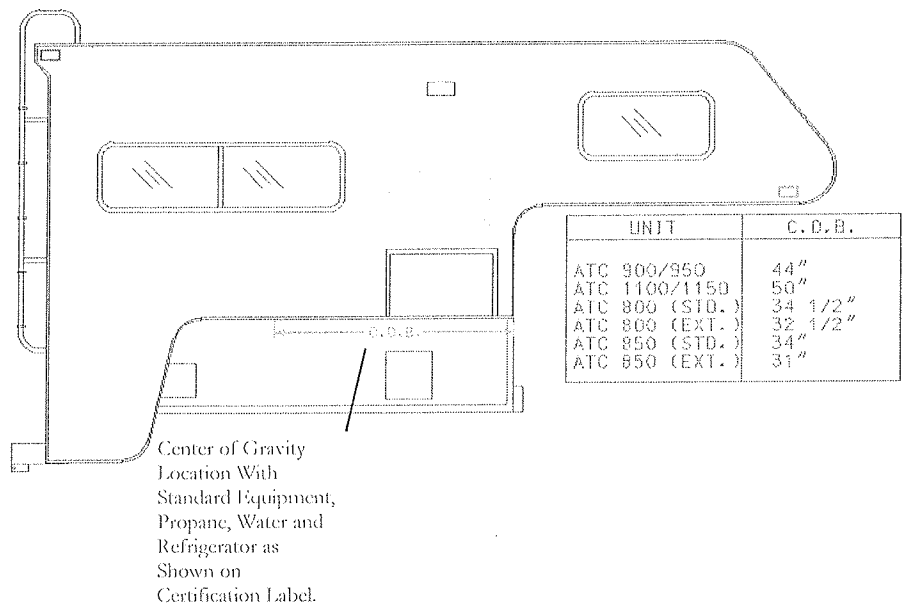 UNIT C.D.B.
ATC 900/950 44"
ATC 1100/1150 50"
ATC 800 (STD.) 34 1/2"
ATC 800 (EXT.) 32 1/2"
ATC 850 (STD.) 34"
ATC 850 (EXT.) 31"
C.D.B.
Center of Gravity
Location With
Standard Equipment,
Propane, Water and
Refrigerator as
Shown on
Certification Label.